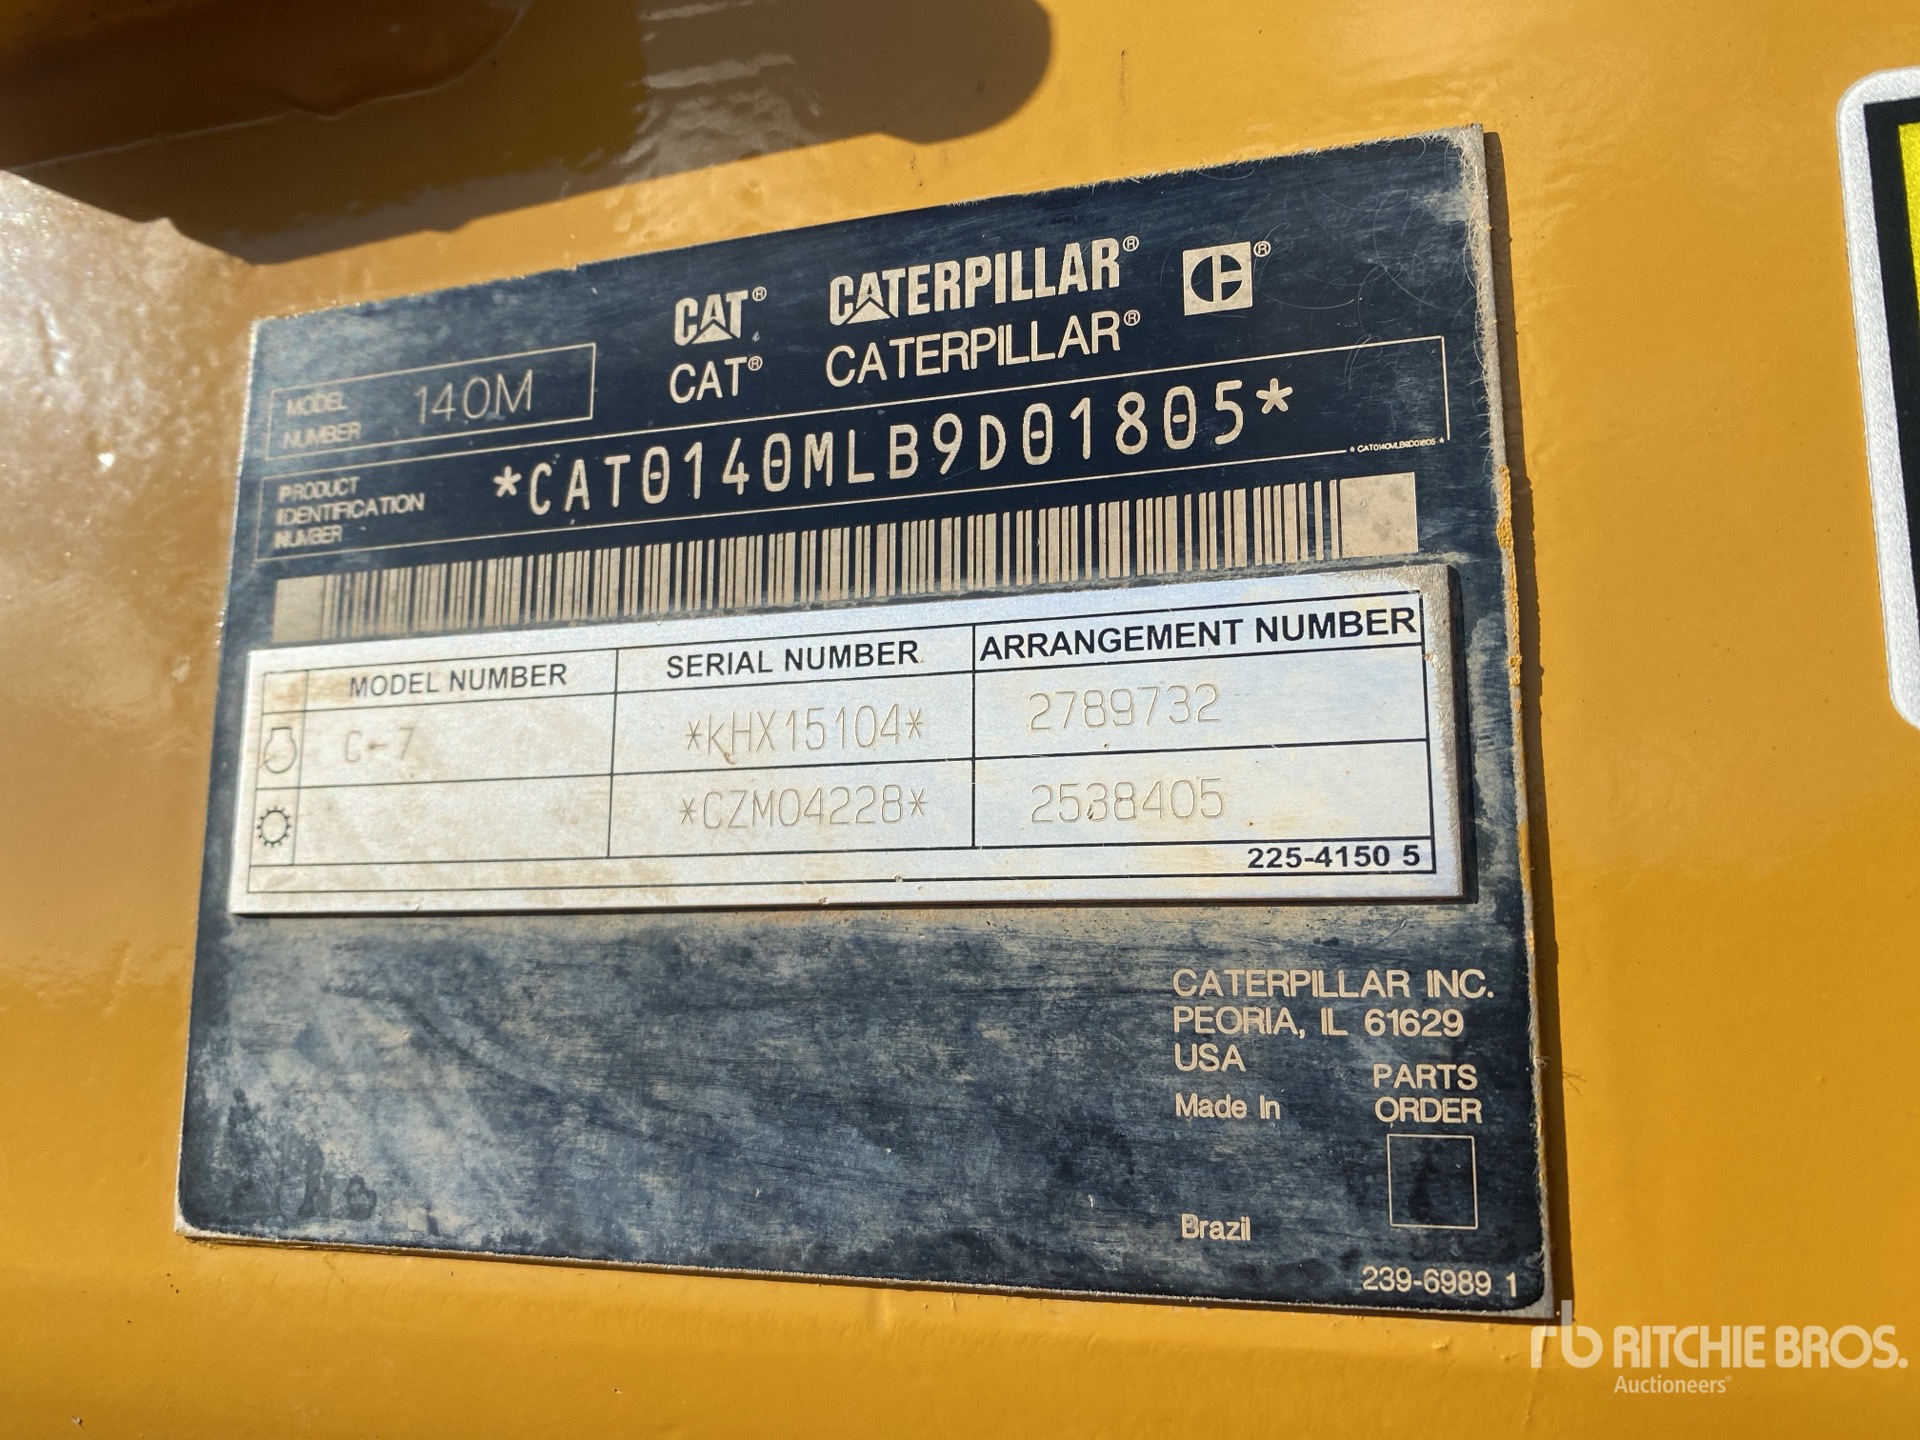 CAT® CATERPILLAR® ®
CAT® CATERPILLAR®
MODEL NUMBER 140M
PRODUCT IDENTIFICATION NUMBER *CAT0140MLB9D01805*
* CAT0140MLB9D01805 *
MODEL NUMBER SERIAL NUMBER ARRANGEMENT NUMBER
C-7 *KHX15104* 2789732
*CZM04228* 2538405
225-4150 5
CATERPILLAR INC.
PEORIA, IL 61629
USA
PARTS
Made In ORDER
Brazil
239-6989 1
rb RITCHIE BROS.
Auctioneers